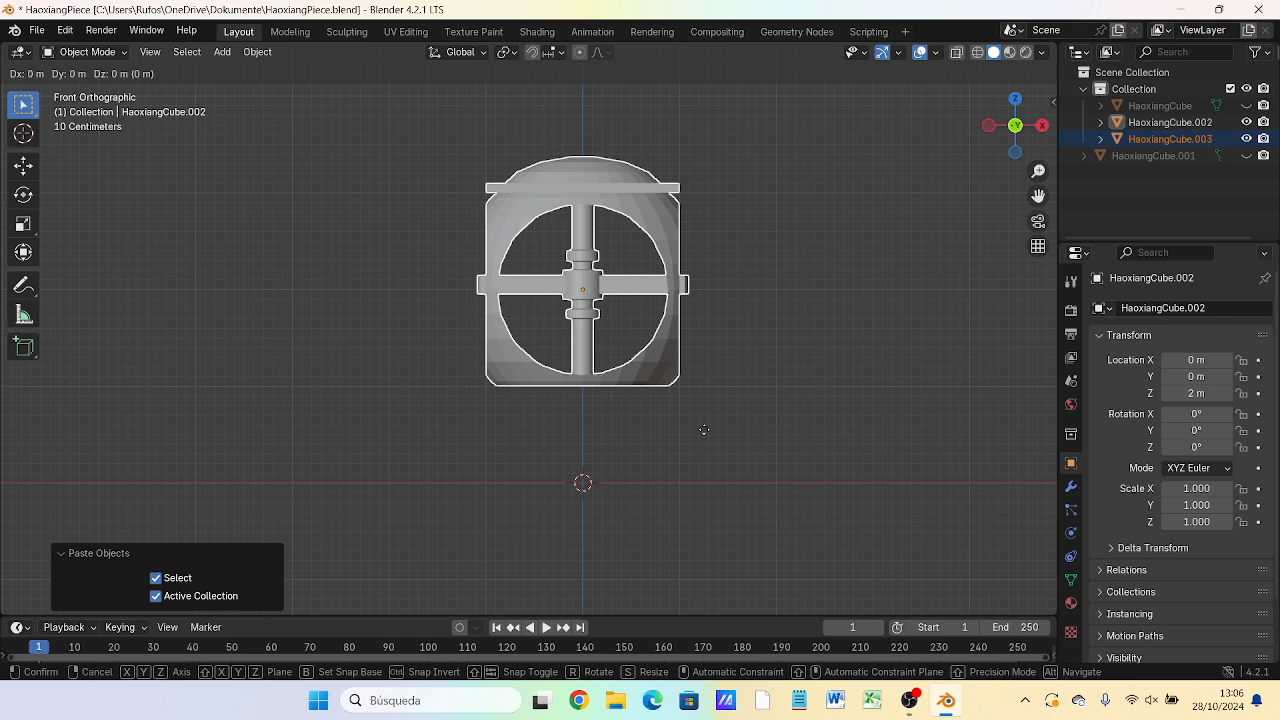 * HaoxiangPiece [C:\Users\Rufos\OneDrive\Dokumente\HaoxiangPiece.blend] - Blender 4.2.1 LTS
File Edit Render Window Help Layout Modeling Sculpting UV Editing Texture Paint Shading Animation Rendering Compositing Geometry Nodes Scripting + Scene ViewLayer
Object Mode View Select Add Object Global Search
Dx: 0 m Dy: 0 m Dz: 0 m (0 m)
Front Orthographic
(1) Collection | HaoxiangCube.002
10 Centimeters
Z
-Y
X
Scene Collection
Collection
HaoxiangCube
HaoxiangCube.002
HaoxiangCube.003
HaoxiangCube.001
Search
HaoxiangCube.002
HaoxiangCube.002
Transform
Location X 0 m
Y 0 m
Z 2 m
Rotation X 0°
Y 0°
Z 0°
Mode XYZ Euler
Scale X 1.000
Y 1.000
Z 1.000
Delta Transform
Relations
Collections
Instancing
Motion Paths
Visibility
Paste Objects
Select
Active Collection
Playback Keying View Marker 1 Start 1 End 250
1 10 20 30 40 50 60 70 80 90 100 110 120 130 140 150 160 170 180 190 200 210 220 230 240 250
Confirm Cancel X Y Z Axis X Y Z Plane B Set Snap Base Ctrl Snap Invert Snap Toggle R Rotate S Resize Automatic Constraint Automatic Constraint Plane Precision Mode Alt Navigate 4.2.1
Búsqueda
13:06
28/10/2024